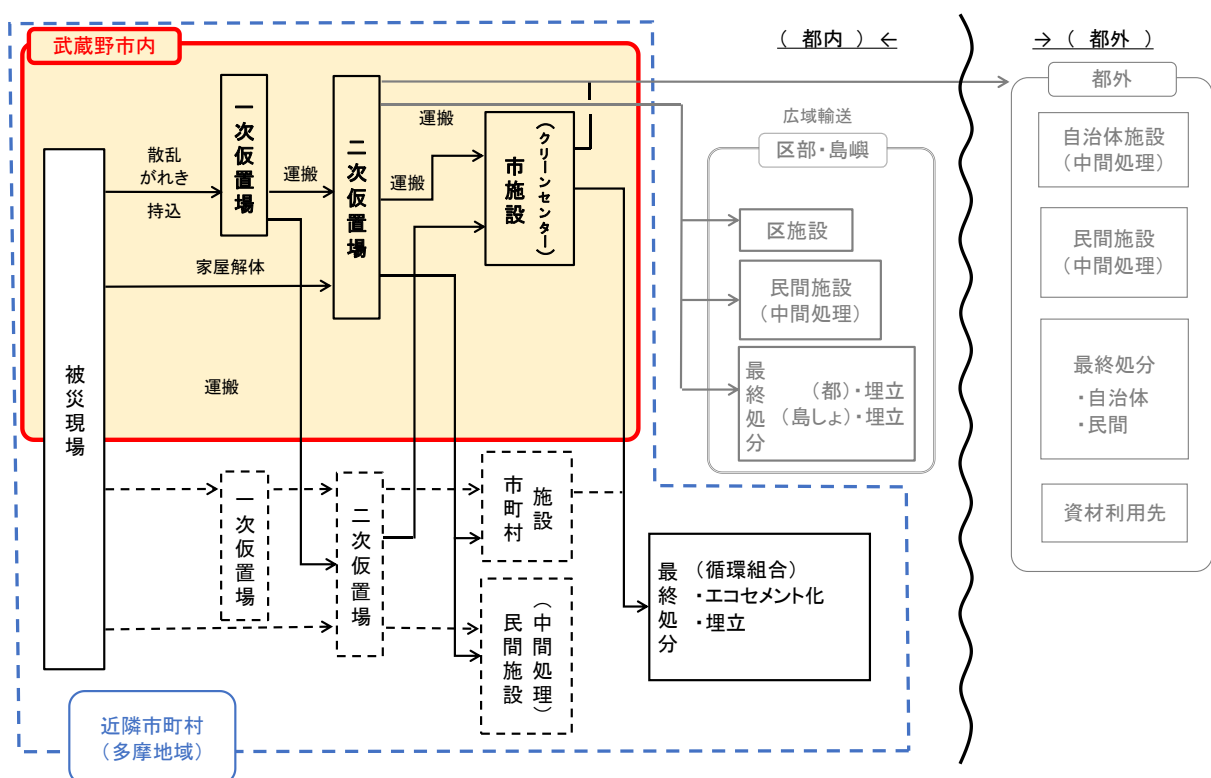 武蔵野市内
（ 都内 ） ←
→ （ 都外 ）
被災現場
散乱
がれき
持込
一次仮置場
運搬
二次仮置場
家屋解体
運搬
運搬
運搬
市施設
（クリーンセンター）
広域輸送
区部・島嶼
区施設
民間施設
（中間処理）
最終処分
（都）・埋立
（島しょ）・埋立
都外
自治体施設
（中間処理）
民間施設
（中間処理）
最終処分
・自治体
・民間
資材利用先
一次仮置場
二次仮置場
市町村
施設
民間施設
（中間処理）
最終処分
（循環組合）
・エコセメント化
・埋立
近隣市町村
（多摩地域）